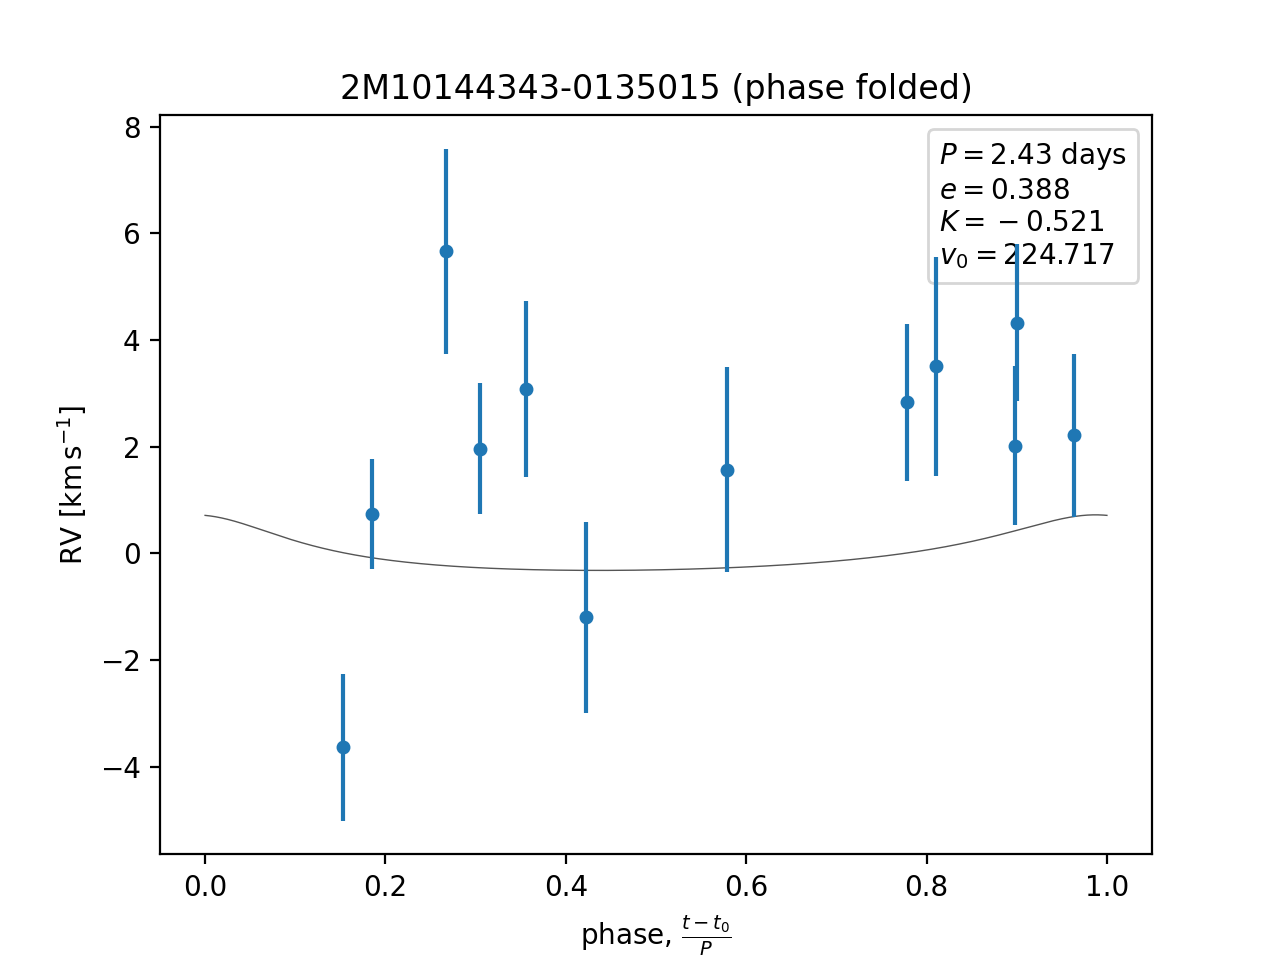 2M10144343-0135015 (phase folded)
P = 2.43 days
e = 0.388
K = −0.521
v₀ = 224.717
8
6
4
2
0
−2
−4
RV [km s⁻¹]
0.0 0.2 0.4 0.6 0.8 1.0
phase, (t − t₀)/P